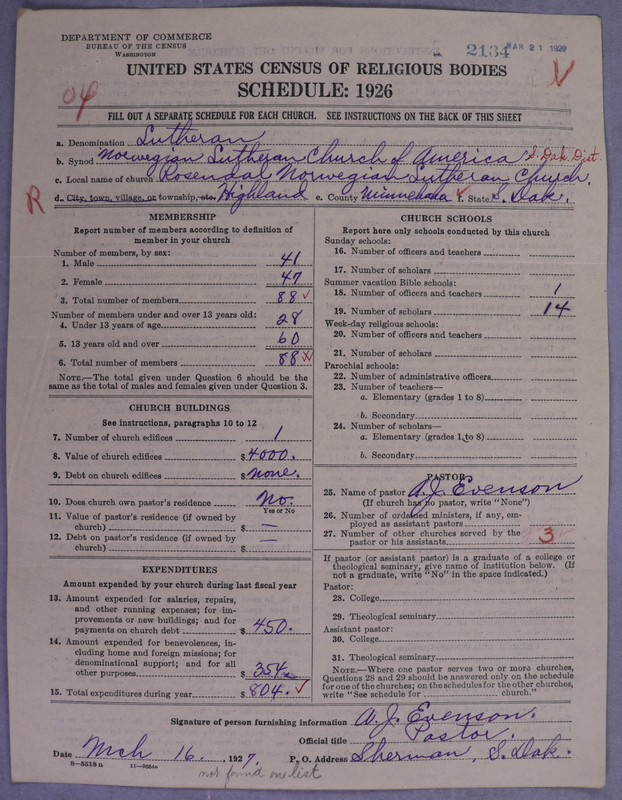 DEPARTMENT OF COMMERCE
BUREAU OF THE CENSUS
WASHINGTON
2134 MAR 21 1927
UNITED STATES CENSUS OF RELIGIOUS BODIES
SCHEDULE: 1926
FILL OUT A SEPARATE SCHEDULE FOR EACH CHURCH. SEE INSTRUCTIONS ON THE BACK OF THIS SHEET
a. Denomination Lutheran
b. Synod Norwegian Lutheran Church of America S. Dak. Dist.
c. Local name of church Rosendal Norwegian Lutheran Church.
R
d. City, town, village, or township, etc. Highland e. County Minnehaha f. State S. Dak.
MEMBERSHIP
Report number of members according to definition of
member in your church
Number of members, by sex:
1. Male 41
2. Female 47
3. Total number of members 88
Number of members under and over 13 years old:
4. Under 13 years of age 28
5. 13 years old and over 60
6. Total number of members 88
NOTE.—The total given under Question 6 should be
same as the total of males and females given under Question 3.
CHURCH BUILDINGS
See instructions, paragraphs 10 to 12
7. Number of church edifices 1
8. Value of church edifices $4000.
9. Debt on church edifices $none.
10. Does church own pastor's residence No.
Yes or No
11. Value of pastor's residence (if owned by
church) $ —
12. Debt on pastor's residence (if owned by
church) $ —
EXPENDITURES
Amount expended by your church during last fiscal year
13. Amount expended for salaries, repairs,
and other running expenses; for im-
provements or new buildings; and for
payments on church debt $450.
14. Amount expended for benevolences, in-
cluding home and foreign missions; for
denominational support; and for all
other purposes $354.
15. Total expenditures during year $804.
CHURCH SCHOOLS
Report here only schools conducted by this church
Sunday schools:
16. Number of officers and teachers
17. Number of scholars
Summer vacation Bible schools:
18. Number of officers and teachers 1
19. Number of scholars 14
Week-day religious schools:
20. Number of officers and teachers
21. Number of scholars
Parochial schools:
22. Number of administrative officers
23. Number of teachers—
a. Elementary (grades 1 to 8)
b. Secondary
24. Number of scholars—
a. Elementary (grades 1 to 8)
b. Secondary
PASTOR
25. Name of pastor A. J. Evenson
(If church has no pastor, write "None")
26. Number of ordained ministers, if any, em-
ployed as assistant pastors
27. Number of other churches served by the
pastor or his assistants 3
If pastor (or assistant pastor) is a graduate of a college or
theological seminary, give name of institution below. (If
not a graduate, write "No" in the space indicated.)
Pastor:
28. College
29. Theological seminary
Assistant pastor:
30. College
31. Theological seminary
NOTE.—Where one pastor serves two or more churches,
Questions 28 and 29 should be answered only on the schedule
for one of the churches; on the schedules for the other churches,
write "See schedule for church."
Signature of person furnishing information A. J. Evenson.
Official title Pastor.
Date Mch 16, 1927. P. O. Address Sherman, S. Dak.
8—5518 a 11—9664a
not found one list